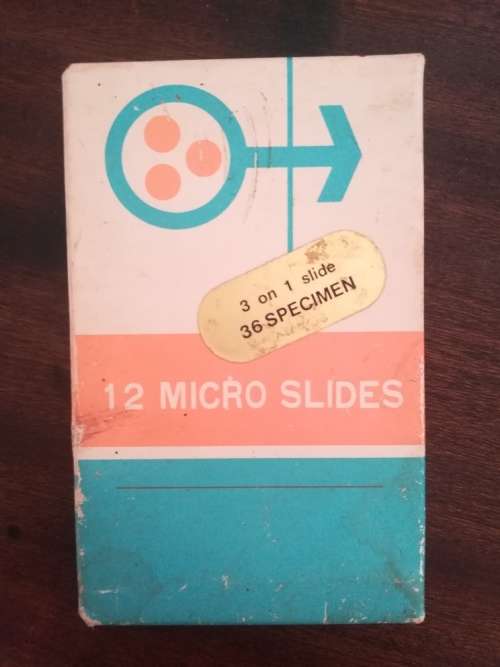 3 on 1 slide
36 SPECIMEN
12 MICRO SLIDES